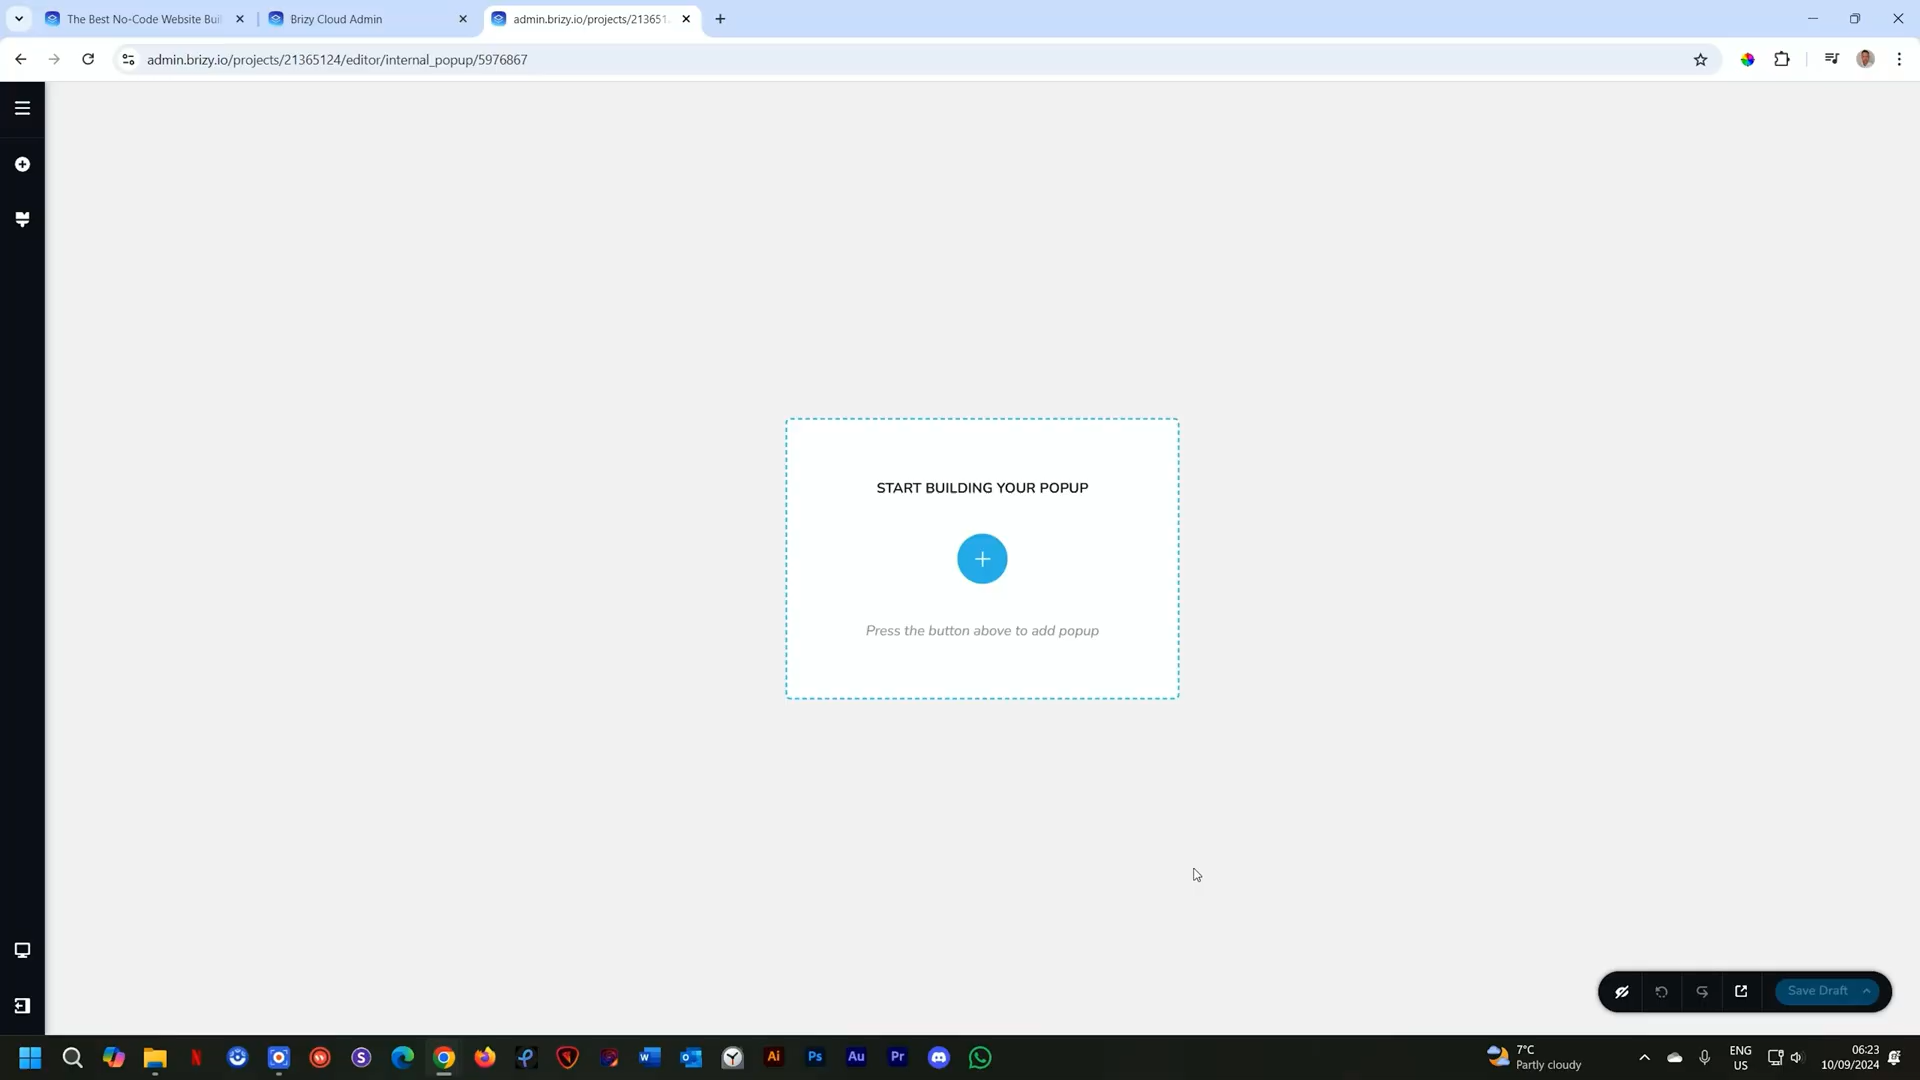 The Best No-Code Website Bui
Brizy Cloud Admin
admin.brizy.io/projects/213651
admin.brizy.io/projects/21365124/editor/internal_popup/5976867
START BUILDING YOUR POPUP
Press the button above to add popup
Save Draft
7°C
Partly cloudy
ENG
US
06:23
10/09/2024